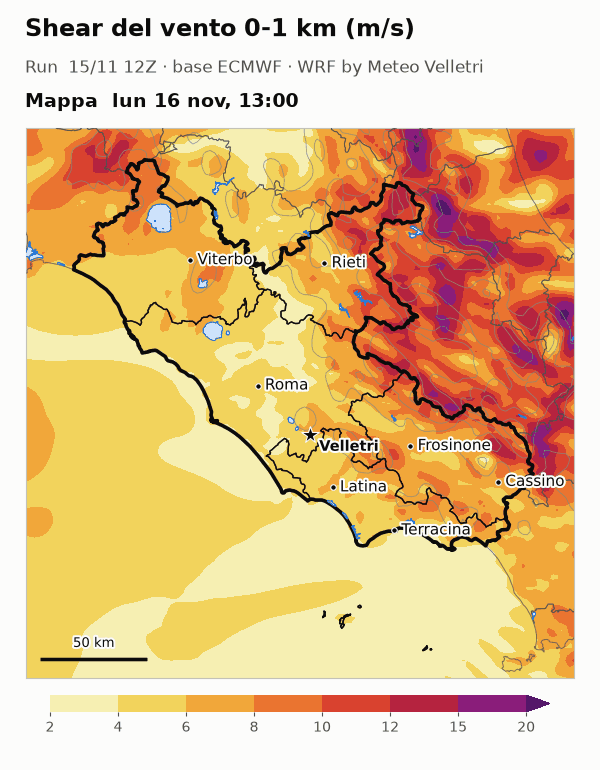 Shear del vento 0-1 km (m/s)
Run  15/11 12Z · base ECMWF · WRF by Meteo Velletri
Mappa  lun 16 nov, 13:00
Viterbo
Rieti
Roma
Velletri
Frosinone
Cassino
Latina
Terracina
50 km
2 4 6 8 10 12 15 20